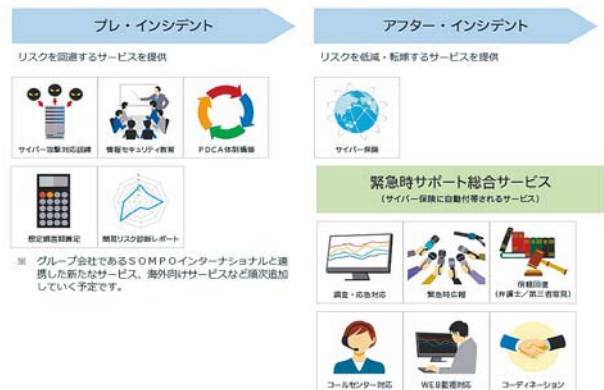 プレ・インシデント
リスクを回避するサービスを提供
サイバー攻撃対応訓練
情報セキュリティ教育
PDCA体制構築
想定損害額算定
簡易リスク診断レポート
※ グループ会社であるSOMPOインターナショナルと連
携した新たなサービス、海外向けサービスなど順次追加
していく予定です。
アフター・インシデント
リスクを低減・転嫁するサービスを提供
サイバー保険
緊急時サポート総合サービス
(サイバー保険に自動付帯されるサービス)
調査・応急対応
緊急時広報
信頼回復
(弁護士/第三者意見)
コールセンター対応
WEB監視対応
コーディネーション